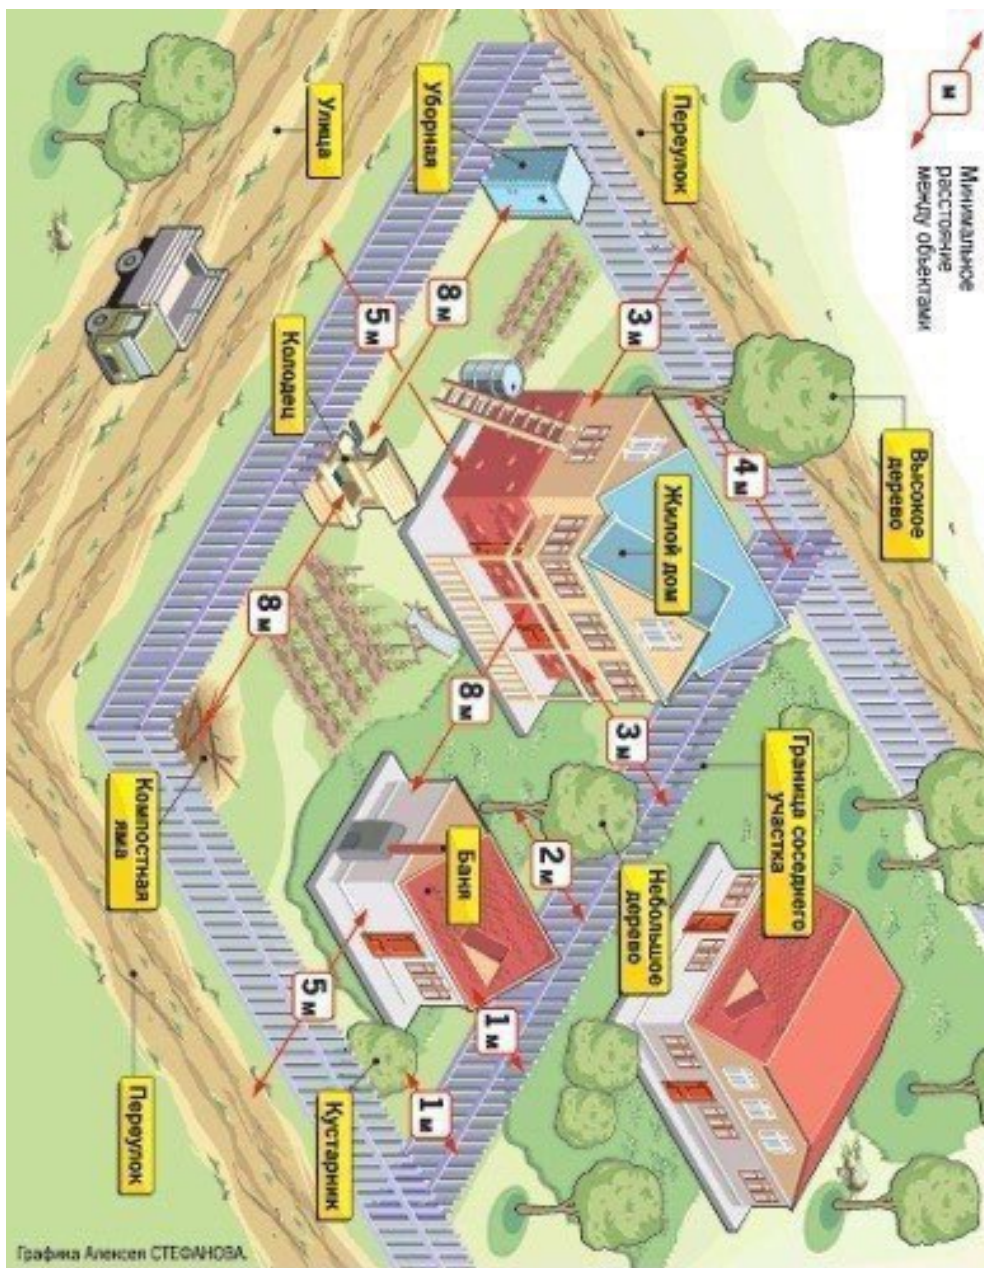 м
Минимальное
расстояние
между объектами
Переулок
Уборная
Улица
3 м
8 м
5 м
Колодец
Высокое
дерево
4 м
Жилой дом
8 м
8 м
3 м
Граница соседнего
участка
Компостная
яма
Баня
2 м
Небольшое
дерево
5 м
1 м
1 м
Кустарник
Переулок
Графика Алексея СТЕФАНОВА.